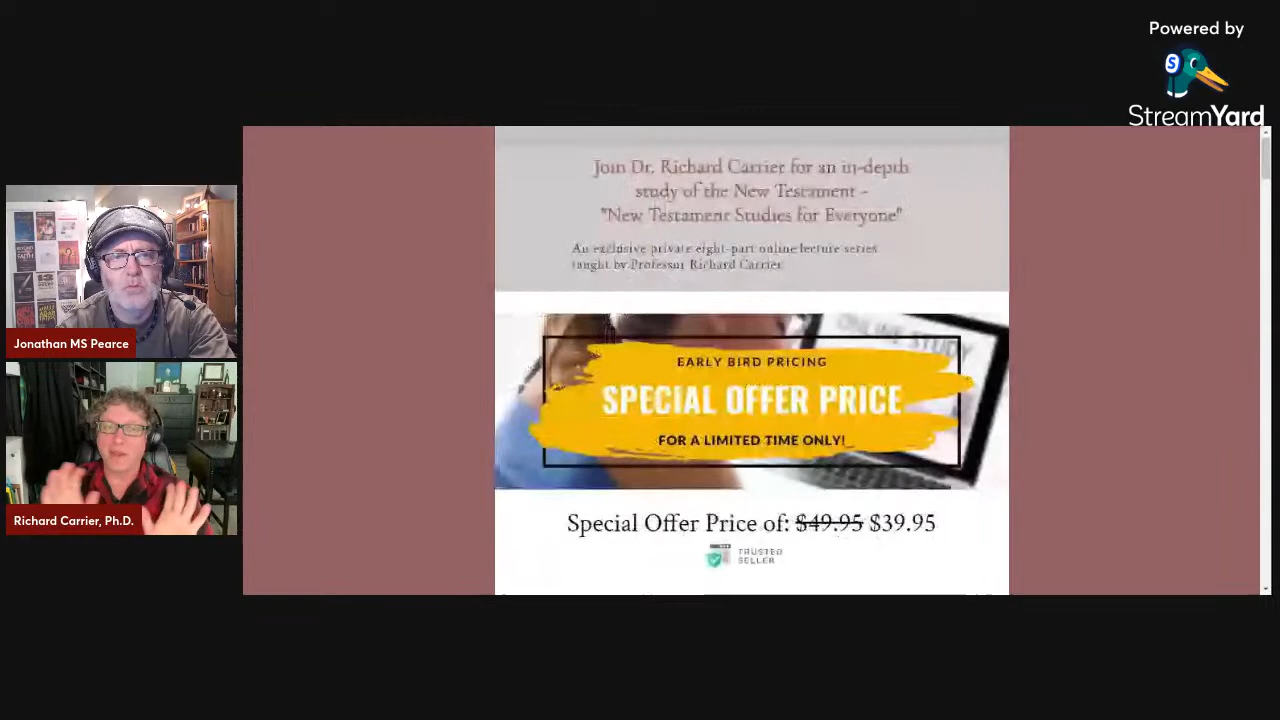 Powered by
StreamYard
Join Dr. Richard Carrier for an in-depth
study of the New Testament -
"New Testament Studies for Everyone"
An exclusive private eight-part online lecture series
taught by Professor Richard Carrier
ONLINE STUDY
EARLY BIRD PRICING
SPECIAL OFFER PRICE
FOR A LIMITED TIME ONLY!
Special Offer Price of: $49.95 $39.95
TRUSTED
SELLER
Jonathan MS Pearce
Richard Carrier, Ph.D.